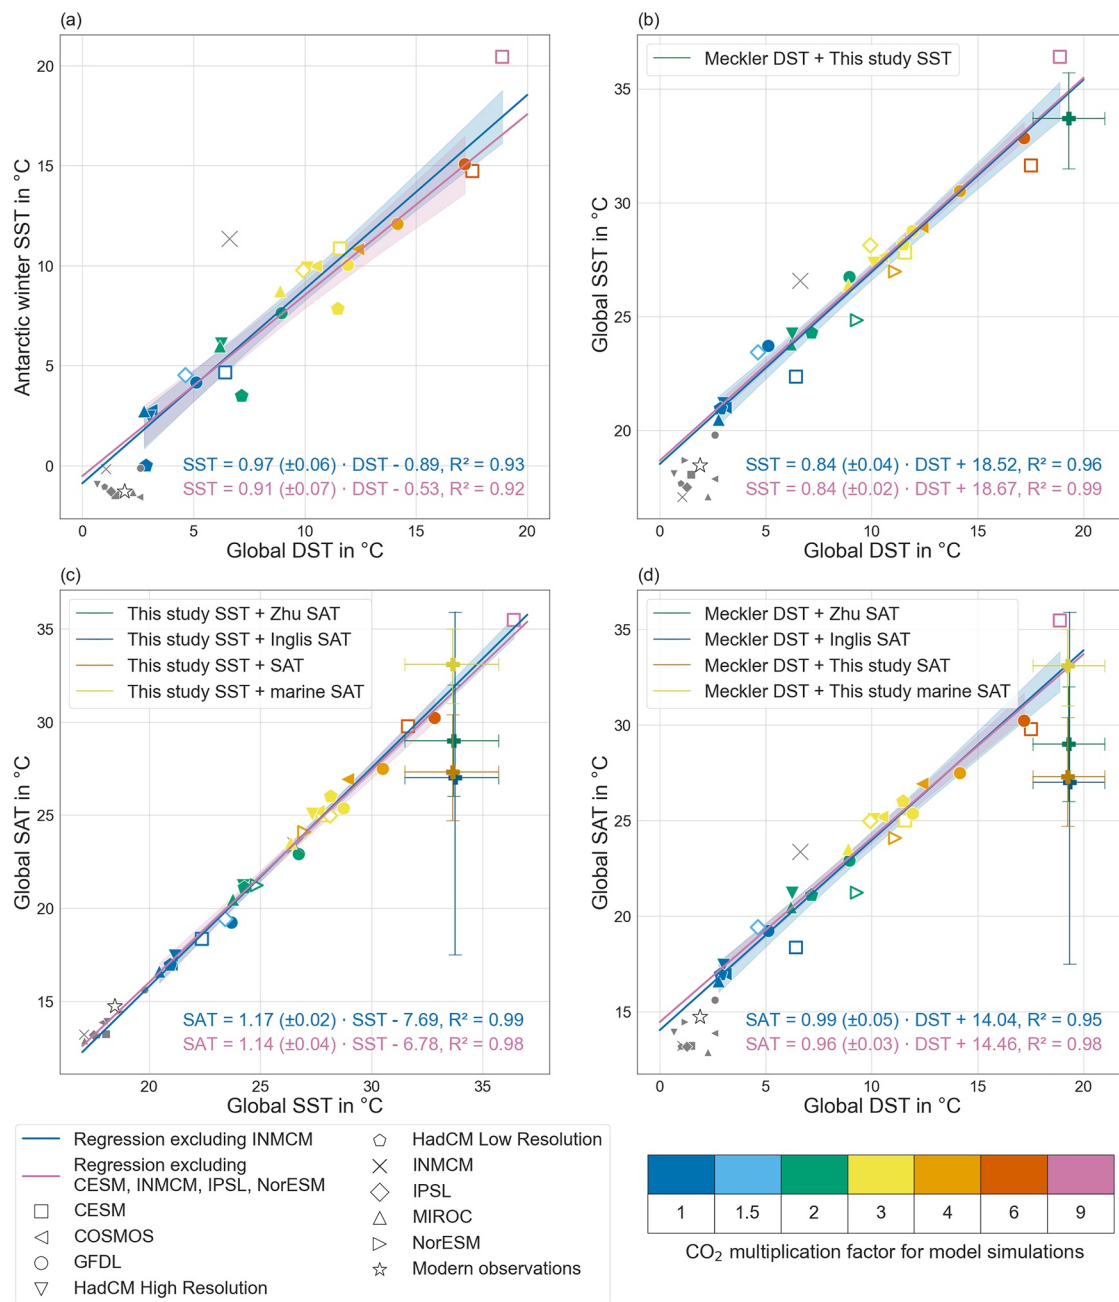 (a)
20
15
10
5
0
Antarctic winter SST in °C
SST = 0.97 (±0.06) · DST - 0.89, R² = 0.93
SST = 0.91 (±0.07) · DST - 0.53, R² = 0.92
0
5
10
15
20
Global DST in °C
(b)
Meckler DST + This study SST
35
30
25
20
Global SST in °C
SST = 0.84 (±0.04) · DST + 18.52, R² = 0.96
SST = 0.84 (±0.02) · DST + 18.67, R² = 0.99
0
5
10
15
20
Global DST in °C
(c)
This study SST + Zhu SAT
This study SST + Inglis SAT
This study SST + SAT
This study SST + marine SAT
35
30
25
20
15
Global SAT in °C
SAT = 1.17 (±0.02) · SST - 7.69, R² = 0.99
SAT = 1.14 (±0.04) · SST - 6.78, R² = 0.98
20
25
30
35
Global SST in °C
(d)
Meckler DST + Zhu SAT
Meckler DST + Inglis SAT
Meckler DST + This study SAT
Meckler DST + This study marine SAT
35
30
25
20
15
Global SAT in °C
SAT = 0.99 (±0.05) · DST + 14.04, R² = 0.95
SAT = 0.96 (±0.03) · DST + 14.46, R² = 0.98
0
5
10
15
20
Global DST in °C
Regression excluding INMCM
Regression excluding
CESM, INMCM, IPSL, NorESM
CESM
COSMOS
GFDL
HadCM High Resolution
HadCM Low Resolution
INMCM
IPSL
MIROC
NorESM
Modern observations
1
1.5
2
3
4
6
9
CO₂ multiplication factor for model simulations